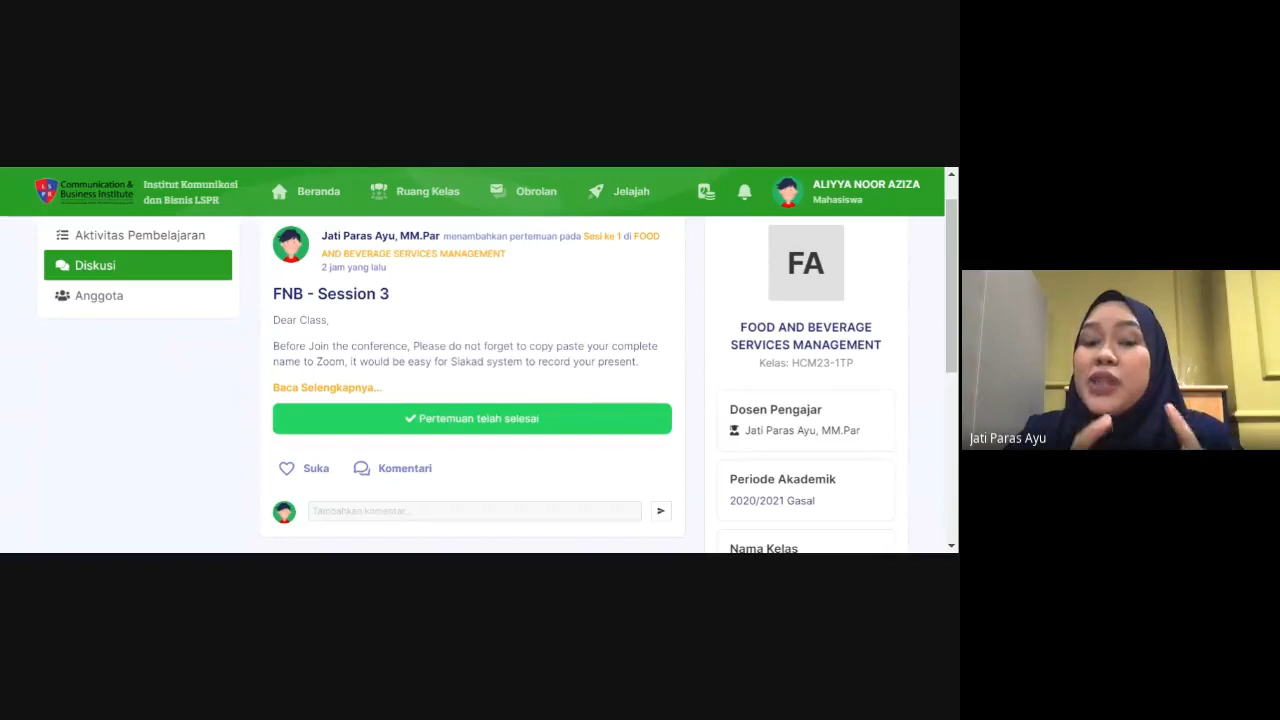 Communication &
Business Institute
Institut Komunikasi
dan Bisnis LSPR
Beranda
Ruang Kelas
Obrolan
Jelajah
ALIYYA NOOR AZIZA
Mahasiswa
Aktivitas Pembelajaran
Diskusi
Anggota
Jati Paras Ayu, MM.Par menambahkan pertemuan pada Sesi ke 1 di FOOD
AND BEVERAGE SERVICES MANAGEMENT
2 jam yang lalu
FNB - Session 3
Dear Class,
Before Join the conference, Please do not forget to copy paste your complete
name to Zoom, it would be easy for Siakad system to record your present.
Baca Selengkapnya...
Pertemuan telah selesai
Suka
Komentari
Tambahkan komentar...
FA
FOOD AND BEVERAGE
SERVICES MANAGEMENT
Kelas: HCM23-1TP
Dosen Pengajar
Jati Paras Ayu, MM.Par
Periode Akademik
2020/2021 Gasal
Nama Kelas
Jati Paras Ayu